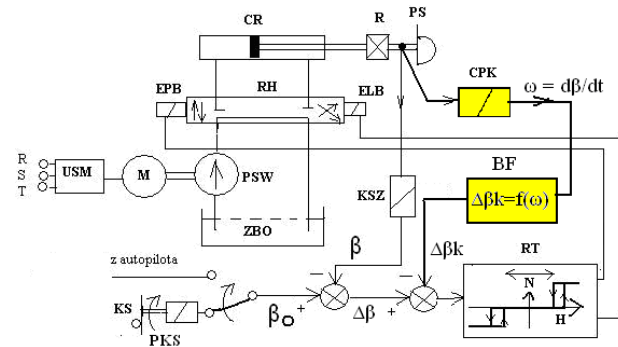 CR
R
PS
CPK
ω = dβ/dt
EPB
RH
ELB
R
S
T
USM
M
PSW
KSZ
BF
Δβk=f(ω)
ZBO
β
Δβk
RT
z autopilota
−
−
N
KS
βo
+
Δβ
+
H
PKS